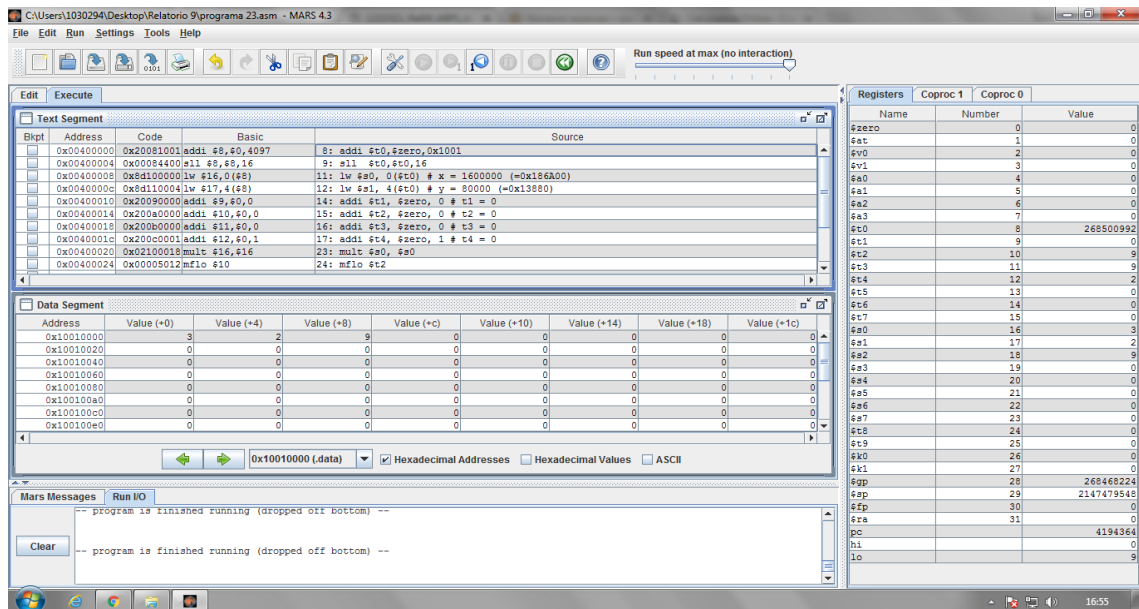 C:\Users\1030294\Desktop\Relatorio 9\programa 23.asm - MARS 4.3
File Edit Run Settings Tools Help
Run speed at max (no interaction)
Edit Execute
Text Segment
Bkpt Address Code Basic Source
0x00400000 0x20081001 addi $8,$0,4097 8: addi $t0,$zero,0x1001
0x00400004 0x00084400 sll $8,$8,16 9: sll $t0,$t0,16
0x00400008 0x8d100000 lw $16,0($8) 11: lw $s0, 0($t0) # x = 1600000 (=0x186A00)
0x0040000c 0x8d110004 lw $17,4($8) 12: lw $s1, 4($t0) # y = 80000 (=0x13880)
0x00400010 0x20090000 addi $9,$0,0 14: addi $t1, $zero, 0 # t1 = 0
0x00400014 0x200a0000 addi $10,$0,0 15: addi $t2, $zero, 0 # t2 = 0
0x00400018 0x200b0000 addi $11,$0,0 16: addi $t3, $zero, 0 # t3 = 0
0x0040001c 0x200c0001 addi $12,$0,1 17: addi $t4, $zero, 1 # t4 = 0
0x00400020 0x02100018 mult $16,$16 23: mult $s0, $s0
0x00400024 0x00005012 mflo $10 24: mflo $t2
Data Segment
Address Value (+0) Value (+4) Value (+8) Value (+c) Value (+10) Value (+14) Value (+18) Value (+1c)
0x10010000 3 2 9 0 0 0 0 0
0x10010020 0 0 0 0 0 0 0 0
0x10010040 0 0 0 0 0 0 0 0
0x10010060 0 0 0 0 0 0 0 0
0x10010080 0 0 0 0 0 0 0 0
0x100100a0 0 0 0 0 0 0 0 0
0x100100c0 0 0 0 0 0 0 0 0
0x100100e0 0 0 0 0 0 0 0 0
0x10010000 (.data) Hexadecimal Addresses Hexadecimal Values ASCII
Mars Messages Run I/O
-- program is finished running (dropped off bottom) --
Clear
-- program is finished running (dropped off bottom) --
Registers Coproc 1 Coproc 0
Name Number Value
$zero 0 0
$at 1 0
$v0 2 0
$v1 3 0
$a0 4 0
$a1 5 0
$a2 6 0
$a3 7 0
$t0 8 268500992
$t1 9 0
$t2 10 9
$t3 11 9
$t4 12 2
$t5 13 0
$t6 14 0
$t7 15 0
$s0 16 3
$s1 17 2
$s2 18 9
$s3 19 0
$s4 20 0
$s5 21 0
$s6 22 0
$s7 23 0
$t8 24 0
$t9 25 0
$k0 26 0
$k1 27 0
$gp 28 268468224
$sp 29 2147479548
$fp 30 0
$ra 31 0
pc 4194364
hi 0
lo 9
16:55